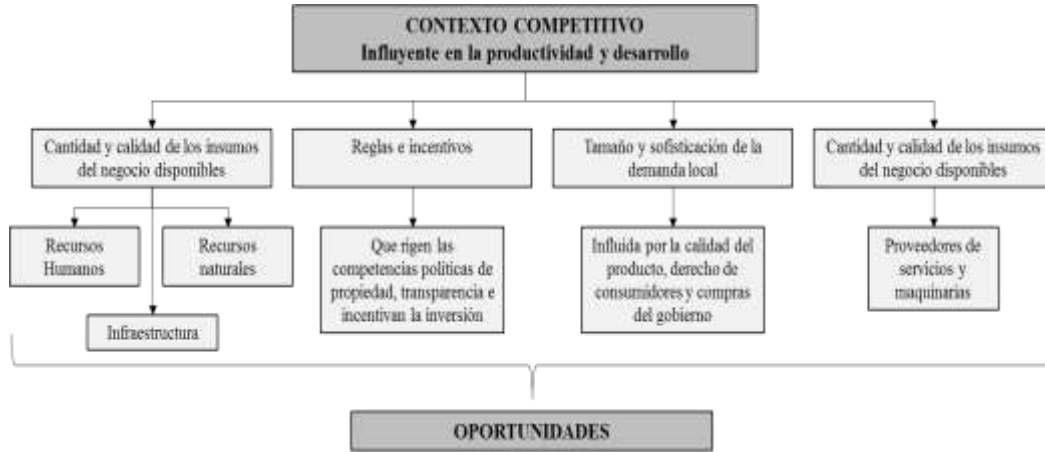 CONTEXTO COMPETITIVO
Influyente en la productividad y desarrollo
Cantidad y calidad de los insumos
del negocio disponibles
Reglas e incentivos
Tamaño y sofisticación de la
demanda local
Cantidad y calidad de los insumos
del negocio disponibles
Recursos
Humanos
Recursos
naturales
Infraestructura
Que rigen las
competencias políticas de
propiedad, transparencia e
incentivan la inversión
Influida por la calidad del
producto, derecho de
consumidores y compras
del gobierno
Proveedores de
servicios y
maquinarias
OPORTUNIDADES